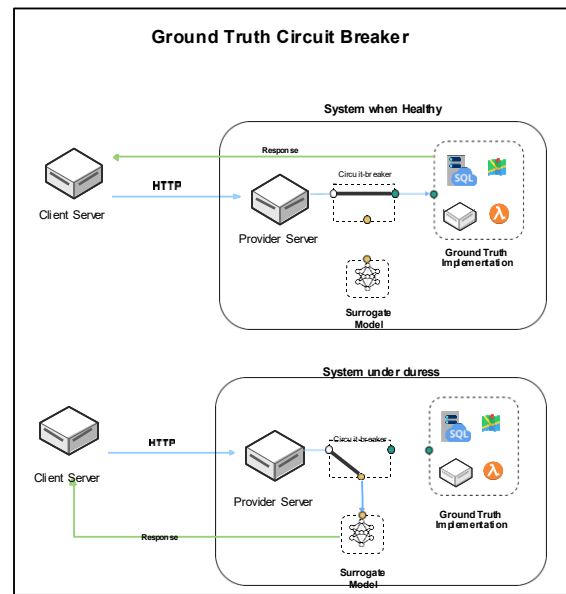 Ground Truth Circuit Breaker
System when Healthy
Response
Circuit-breaker
SQL
HTTP
Client Server
Provider Server
Ground Truth
Implementation
Surrogate
Model
System under duress
Circuit-breaker
SQL
HTTP
Client Server
Provider Server
Ground Truth
Implementation
Response
Surrogate
Model